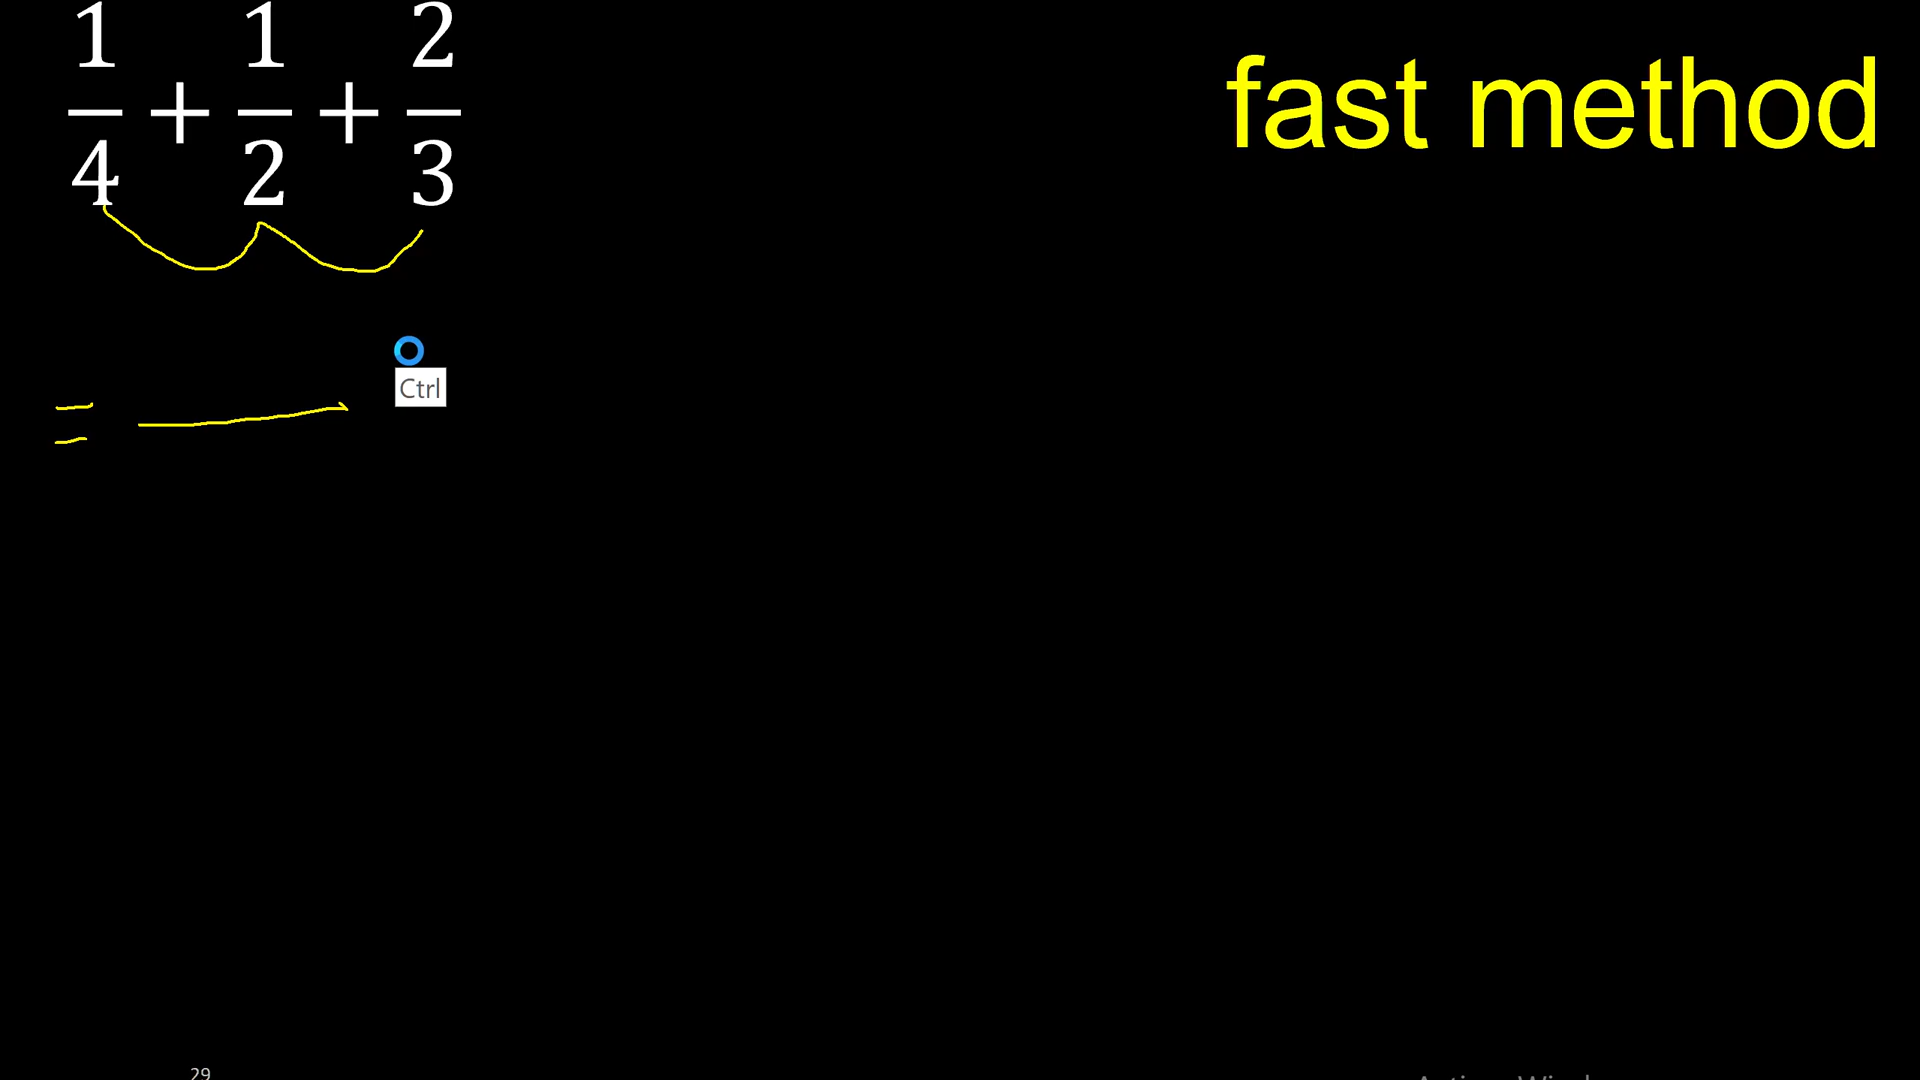 1/4 + 1/2 + 2/3
fast method
=
Ctrl
29